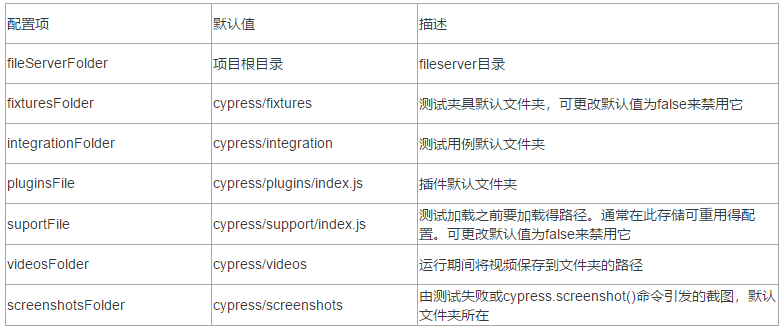 配置项 默认值 描述
fileServerFolder 项目根目录 fileserver目录
fixturesFolder cypress/fixtures 测试夹具默认文件夹，可更改默认值为false来禁用它
integrationFolder cypress/integration 测试用例默认文件夹
pluginsFile cypress/plugins/index.js 插件默认文件夹
suportFile cypress/support/index.js 测试加载之前要加载得路径。通常在此存储可重用得配
置。可更改默认值为false来禁用它
videosFolder cypress/videos 运行期间将视频保存到文件夹的路径
screenshotsFolder cypress/screenshots 由测试失败或cypress.screenshot()命令引发的截图，默认
文件夹所在